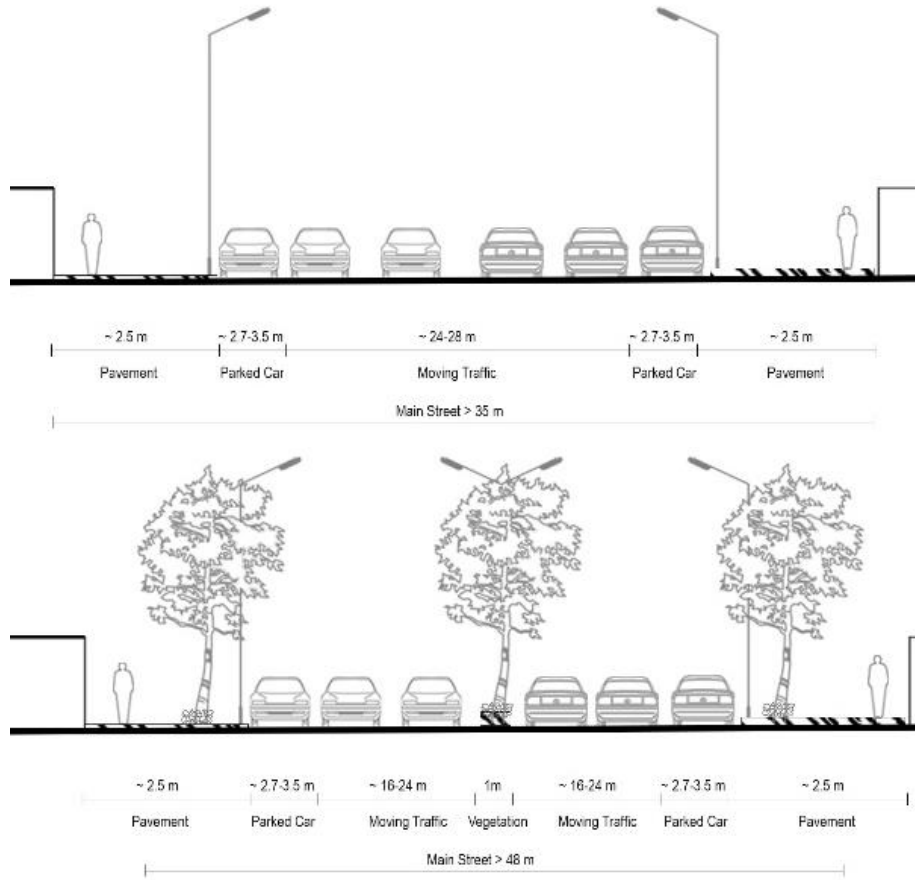 ~ 2.5 m ~ 2.7-3.5 m ~ 24-28 m ~ 2.7-3.5 m ~ 2.5 m
Pavement Parked Car Moving Traffic Parked Car Pavement
Main Street > 35 m
~ 2.5 m ~ 2.7-3.5 m ~ 16-24 m 1m ~ 16-24 m ~ 2.7-3.5 m ~ 2.5 m
Pavement Parked Car Moving Traffic Vegetation Moving Traffic Parked Car Pavement
Main Street > 48 m